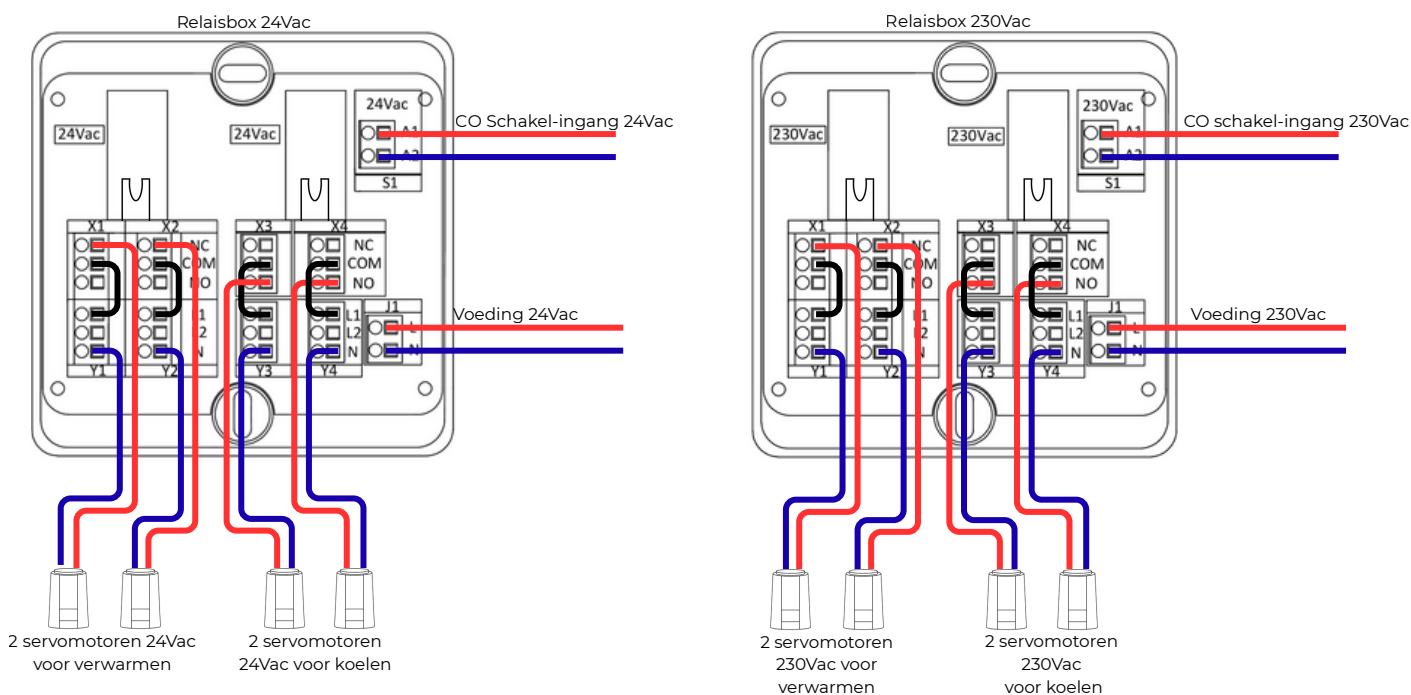 Relaisbox 24Vac
24Vac
24Vac
24Vac
CO Schakel-ingang 24Vac
A1
A2
S1
X1
X2
X3
X4
NC
NC
COM
COM
NO
NO
J1
L1
L1
L
Voeding 24Vac
L2
L2
N
N
N
Y1
Y2
Y3
Y4
2 servomotoren 24Vac
voor verwarmen
2 servomotoren
24Vac voor koelen
Relaisbox 230Vac
230Vac
230Vac
230Vac
CO schakel-ingang 230Vac
A1
A2
S1
X1
X2
X3
X4
NC
NC
COM
COM
NO
NO
J1
L1
L1
L
Voeding 230Vac
L2
L2
N
N
N
Y1
Y2
Y3
Y4
2 servomotoren
230Vac voor
verwarmen
2 servomotoren
230Vac
voor koelen